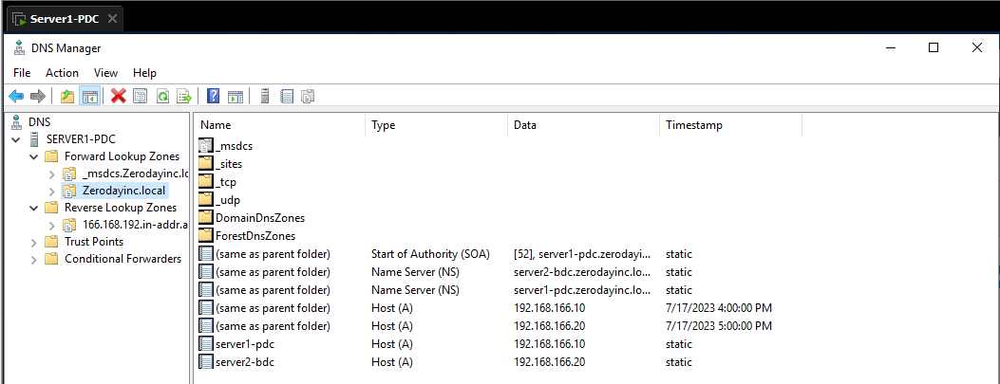 Server1-PDC
DNS Manager
File Action View Help
DNS
SERVER1-PDC
Forward Lookup Zones
_msdcs.Zerodayinc.lo
Zerodayinc.local
Reverse Lookup Zones
166.168.192.in-addr.a
Trust Points
Conditional Forwarders
Name Type Data Timestamp
_msdcs
_sites
_tcp
_udp
DomainDnsZones
ForestDnsZones
(same as parent folder) Start of Authority (SOA) [52], server1-pdc.zerodayi... static
(same as parent folder) Name Server (NS) server2-bdc.zerodayinc.lo... static
(same as parent folder) Name Server (NS) server1-pdc.zerodayinc.lo... static
(same as parent folder) Host (A) 192.168.166.10 7/17/2023 4:00:00 PM
(same as parent folder) Host (A) 192.168.166.20 7/17/2023 5:00:00 PM
server1-pdc Host (A) 192.168.166.10 static
server2-bdc Host (A) 192.168.166.20 static